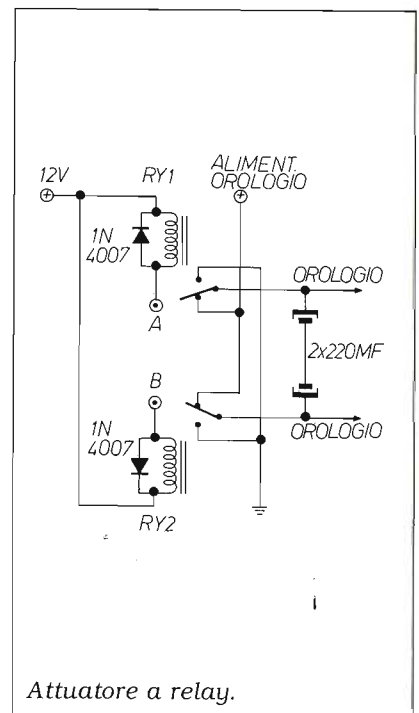 12V
RY1
ALIMENT.
OROLOGIO
1N
4007
A
OROLOGIO
2x220MF
B
1N
4007
OROLOGIO
RY2
Attuatore a relay.